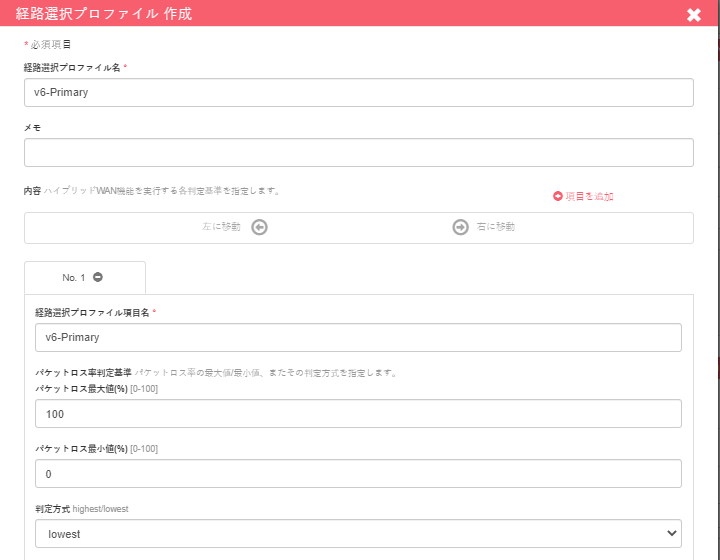 経路選択プロファイル 作成
* 必須項目
経路選択プロファイル名 *
v6-Primary
メモ
内容 ハイブリッドWAN機能を実行する各判定基準を指定します。
項目を追加
左に移動 右に移動
No. 1
経路選択プロファイル項目名 *
v6-Primary
パケットロス率判定基準 パケットロス率の最大値/最小値、またその判定方式を指定します。
パケットロス最大値(%) [0-100]
100
パケットロス最小値(%) [0-100]
0
判定方式 highest/lowest
lowest